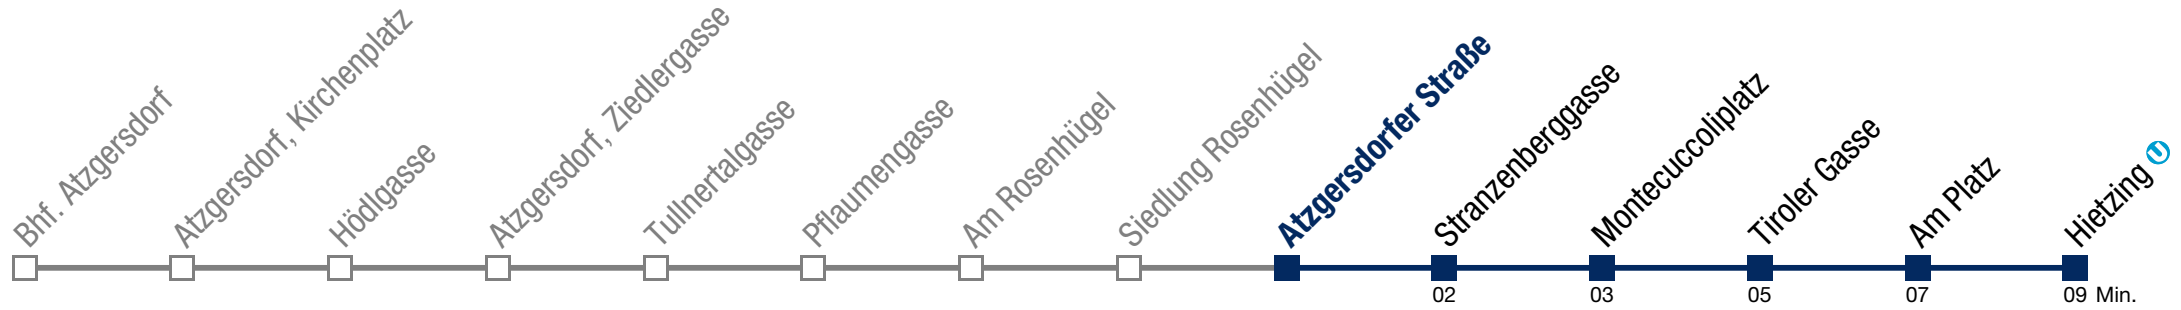 Bhf. Atzgersdorf
Atzgersdorf, Kirchenplatz
Hödlgasse
Atzgersdorf, Ziedlergasse
Tullnertalgasse
Pflaumengasse
Am Rosenhügel
Siedlung Rosenhügel
Atzgersdorfer Straße
Stranzenberggasse
Montecuccoliplatz
Tiroler Gasse
Am Platz
Hietzing U
02 03 05 07 09 Min.